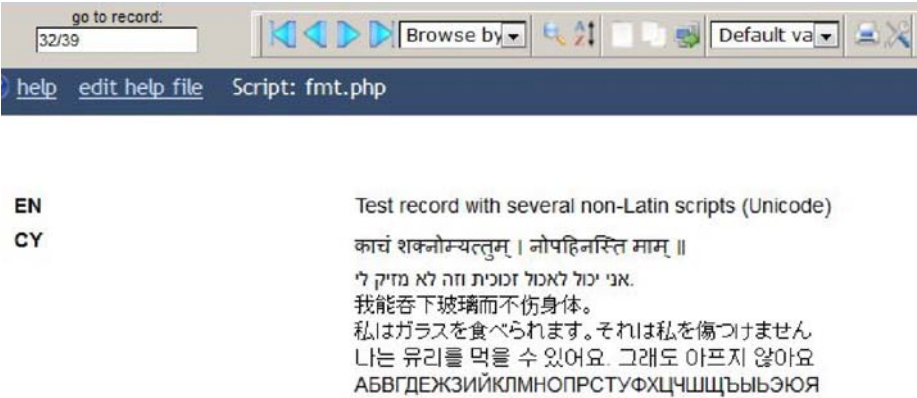 go to record:
32/39
Browse by
Default va
help edit help file Script: fmt.php
EN Test record with several non-Latin scripts (Unicode)
CY काचं शक्नोम्यत्तुम् । नोपहिनस्ति माम् ॥
אני יכול לאכול זכוכית וזה לא מזיק לי.
我能吞下玻璃而不伤身体。
私はガラスを食べられます。それは私を傷つけません
나는 유리를 먹을 수 있어요. 그래도 아프지 않아요
АБВГДЕЖЗИЙКЛМНОПРСТУФХЦЧШЩЪЫЬЭЮЯ